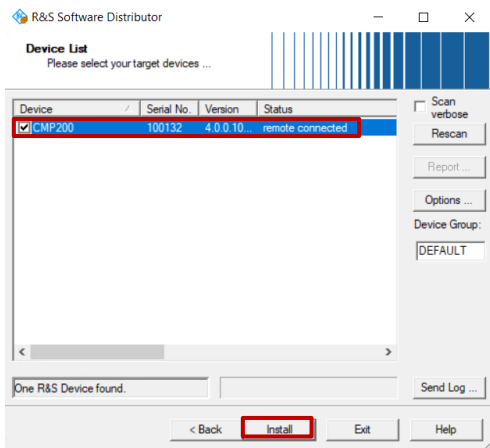 R&S Software Distributor
Device List
Please select your target devices ...
Device / Serial No. Version Status
CMP200 100132 4.0.0.10... remote connected
Scan
verbose
Rescan
Report ...
Options ...
Device Group:
DEFAULT
One R&S Device found.
Send Log ...
< Back Install Exit Help